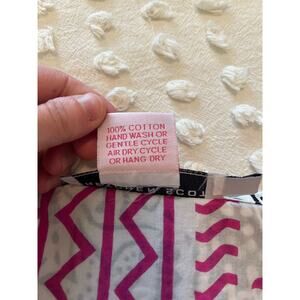 100% COTTON
HAND WASH OR
GENTLE CYCLE
AIR DRY CYCLE
OR HANG DRY